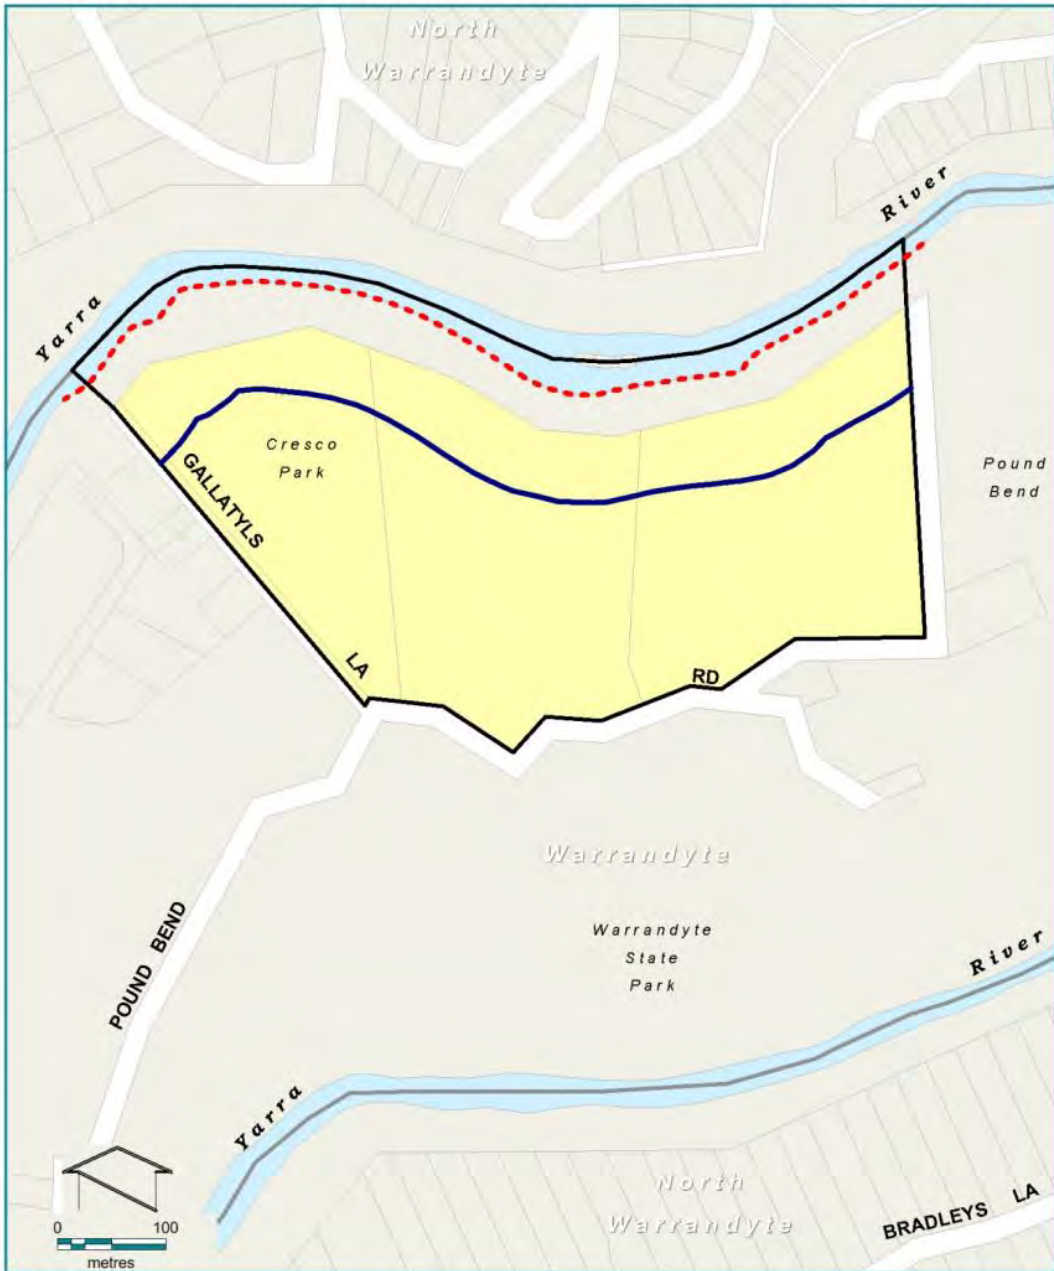 North
Warrandyte
River
Yarra
Cresco
Park
GALLATYLS
LA
Pound
Bend
RD
Warrandyte
Warrandyte
State
Park
POUND BEND
River
Yarra
North
Warrandyte
BRADLEYS LA
0 100
metres